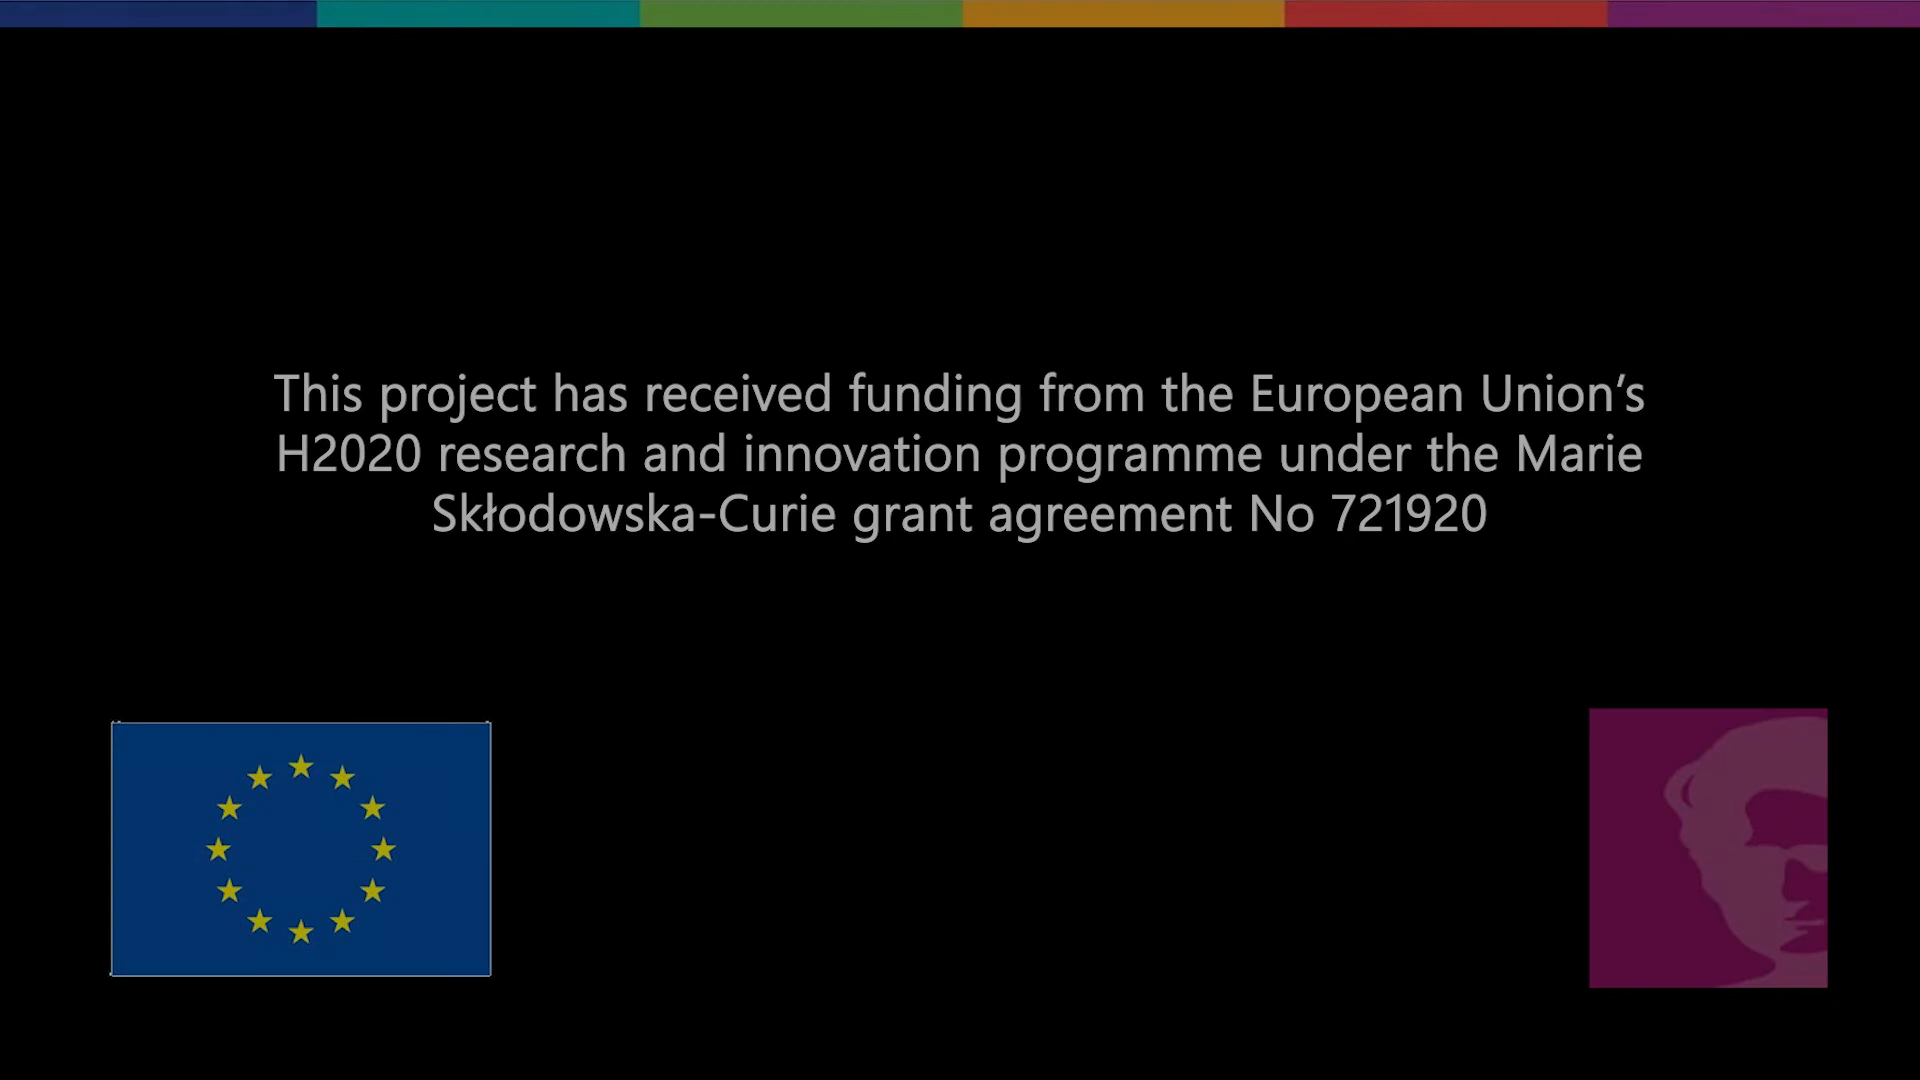 This project has received funding from the European Union’s
H2020 research and innovation programme under the Marie
Skłodowska-Curie grant agreement No 721920